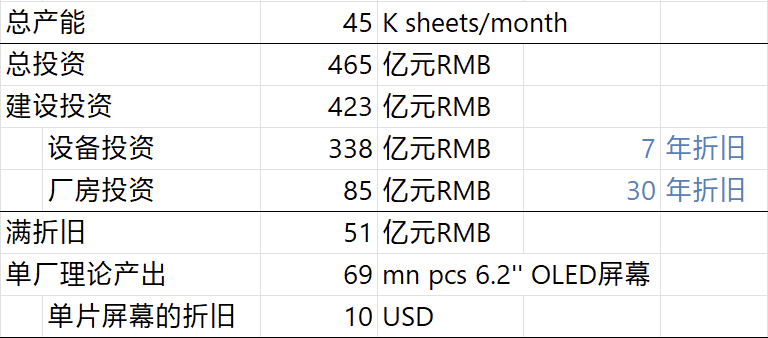 总产能 45 K sheets/month
总投资 465 亿元RMB
建设投资 423 亿元RMB
设备投资 338 亿元RMB 7 年折旧
厂房投资 85 亿元RMB 30 年折旧
满折旧 51 亿元RMB
单厂理论产出 69 mn pcs 6.2'' OLED屏幕
单片屏幕的折旧 10 USD